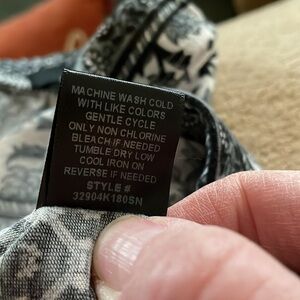 MACHINE WASH COLD
WITH LIKE COLORS
GENTLE CYCLE
ONLY NON CHLORINE
BLEACH IF NEEDED
TUMBLE DRY LOW
COOL IRON ON
REVERSE IF NEEDED
STYLE #
32904K180SN